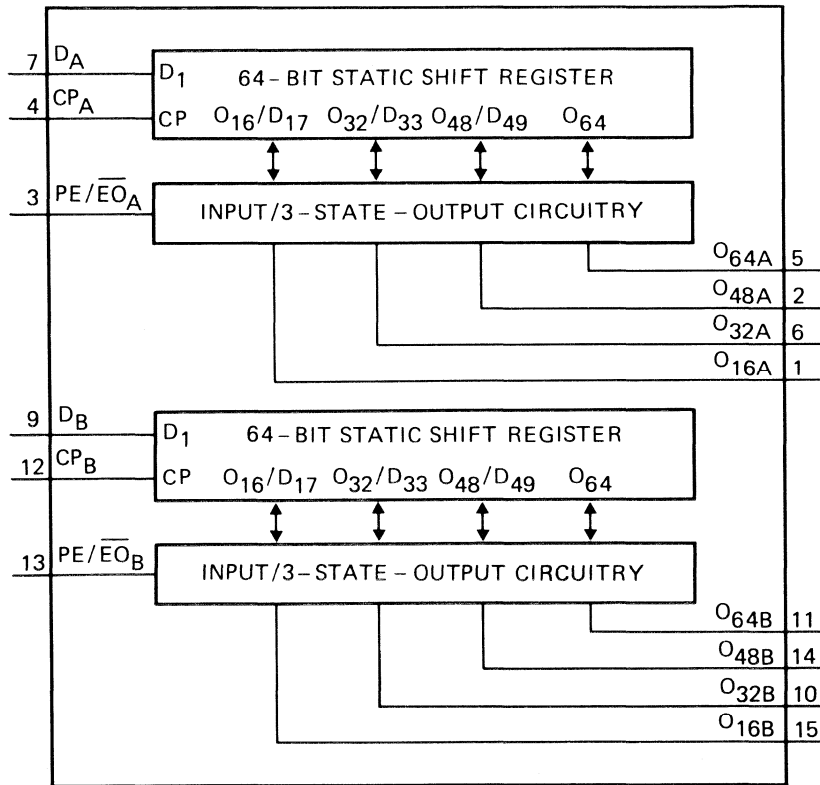 7 D_A
D_1 64-BIT STATIC SHIFT REGISTER
4 CP_A
CP O_16/D_17 O_32/D_33 O_48/D_49 O_64
3 PE/E̅O̅_A
INPUT/3-STATE-OUTPUT CIRCUITRY
O_64A 5
O_48A 2
O_32A 6
O_16A 1
9 D_B
D_1 64-BIT STATIC SHIFT REGISTER
12 CP_B
CP O_16/D_17 O_32/D_33 O_48/D_49 O_64
13 PE/E̅O̅_B
INPUT/3-STATE-OUTPUT CIRCUITRY
O_64B 11
O_48B 14
O_32B 10
O_16B 15